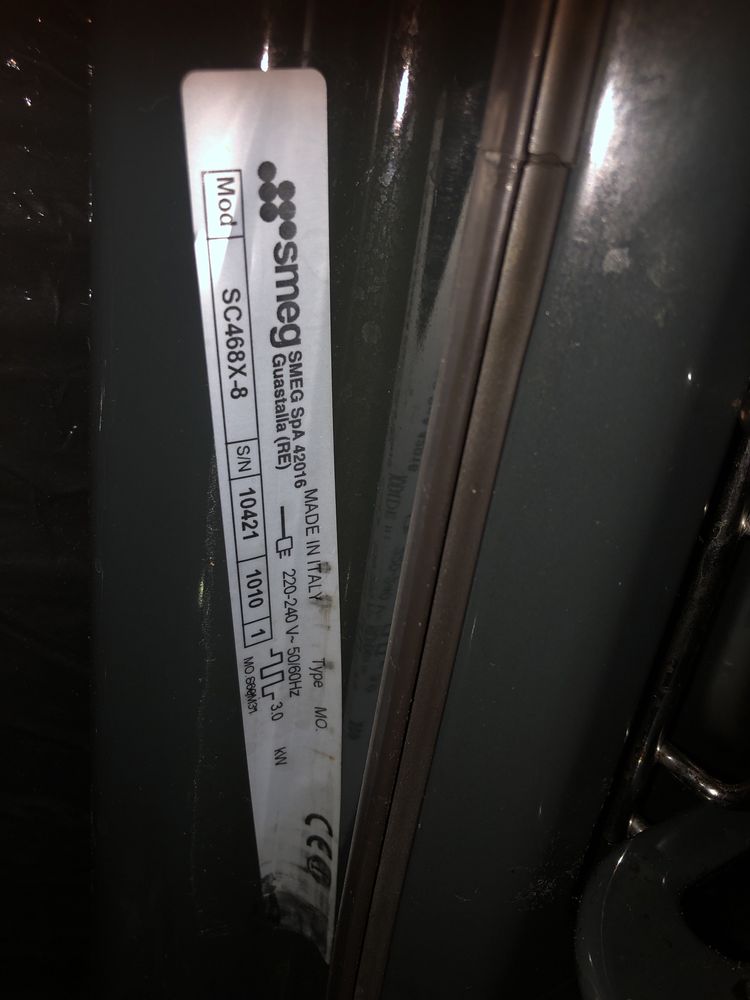 smeg
SMEG SpA 42016
Guastalla (RE)
MADE IN ITALY
Type MO.
220-240 V~ 50/60Hz
3.0 kW
Mod SC468X-8 S/N 10421 1010 1
CE